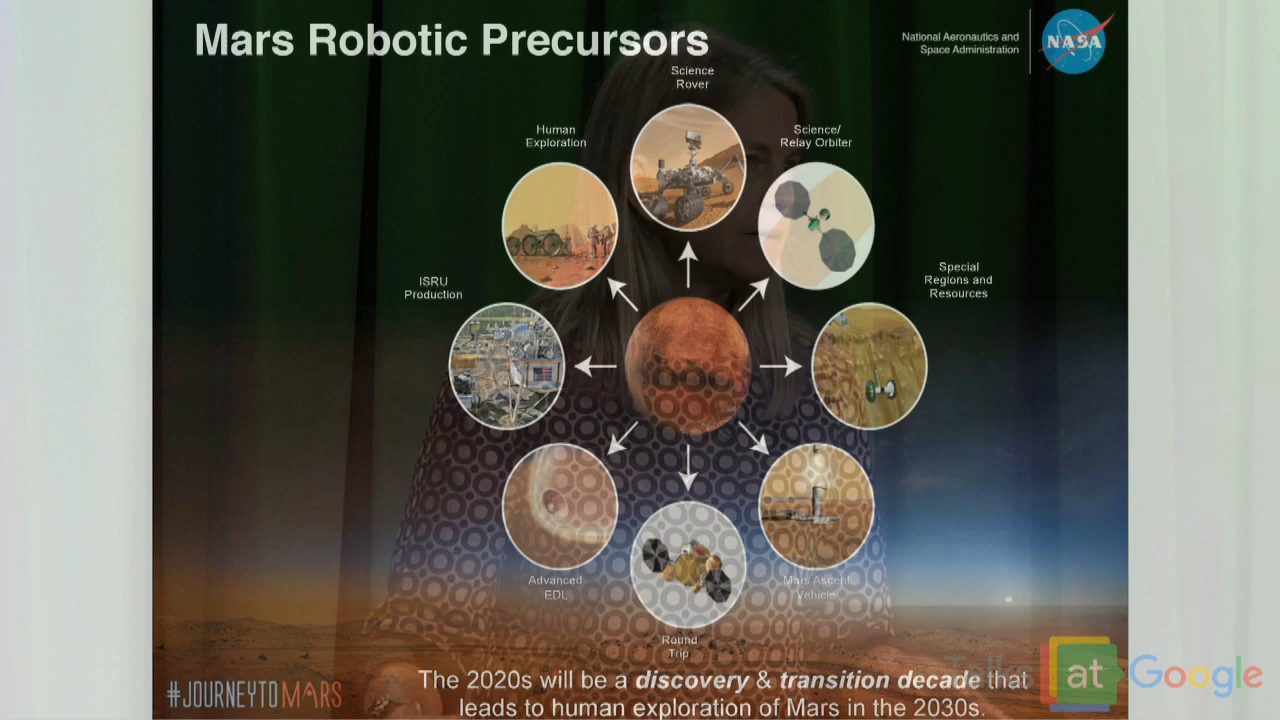 Mars Robotic Precursors
National Aeronautics and
Space Administration
NASA
Science
Rover
Human
Exploration
Science/
Relay Orbiter
ISRU
Production
Special
Regions and
Resources
Advanced
EDL
Mars Ascent
Vehicle
Round
Trip
The 2020s will be a discovery & transition decade that
leads to human exploration of Mars in the 2030s.
#JOURNEYTOMARS
Talks at Google